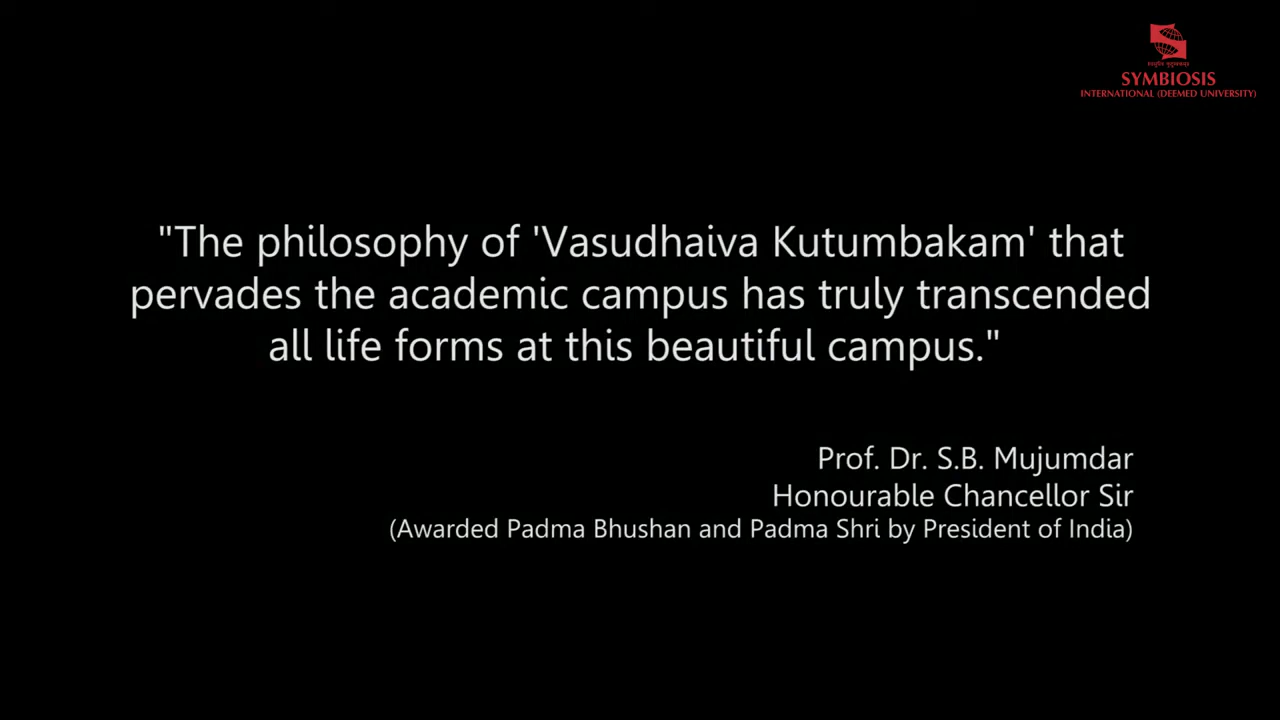 SYMBIOSIS
INTERNATIONAL (DEEMED UNIVERSITY)
"The philosophy of 'Vasudhaiva Kutumbakam' that
pervades the academic campus has truly transcended
all life forms at this beautiful campus."
Prof. Dr. S.B. Mujumdar
Honourable Chancellor Sir
(Awarded Padma Bhushan and Padma Shri by President of India)